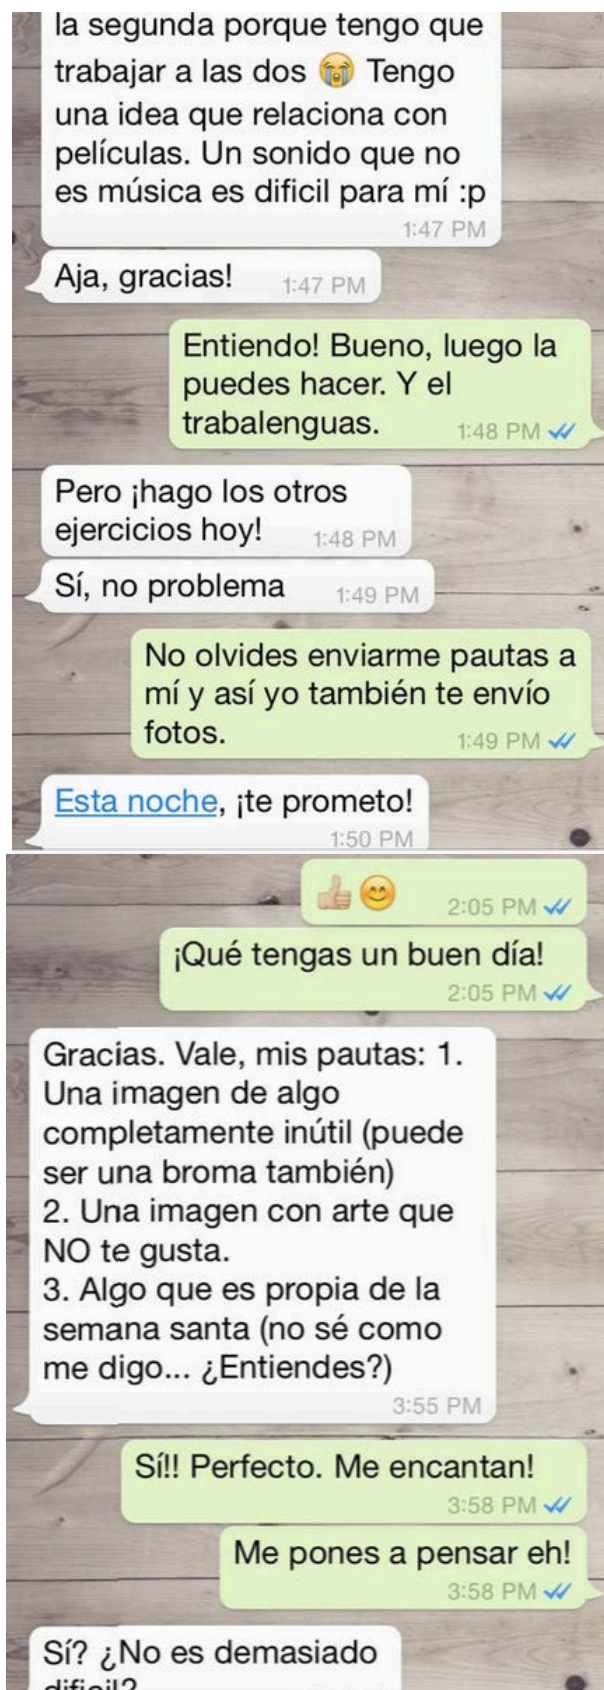 la segunda porque tengo que
trabajar a las dos 😭 Tengo
una idea que relaciona con
películas. Un sonido que no
es música es dificil para mí :p
1:47 PM
Aja, gracias! 1:47 PM
Entiendo! Bueno, luego la
puedes hacer. Y el
trabalenguas. 1:48 PM
Pero ¡hago los otros
ejercicios hoy! 1:48 PM
Sí, no problema 1:49 PM
No olvides enviarme pautas a
mí y así yo también te envío
fotos. 1:49 PM
Esta noche, ¡te prometo!
1:50 PM
👍😊 2:05 PM
¡Qué tengas un buen día!
2:05 PM
Gracias. Vale, mis pautas: 1.
Una imagen de algo
completamente inútil (puede
ser una broma también)
2. Una imagen con arte que
NO te gusta.
3. Algo que es propia de la
semana santa (no sé como
me digo... ¿Entiendes?)
3:55 PM
Sí!! Perfecto. Me encantan!
3:58 PM
Me pones a pensar eh!
3:58 PM
Sí? ¿No es demasiado